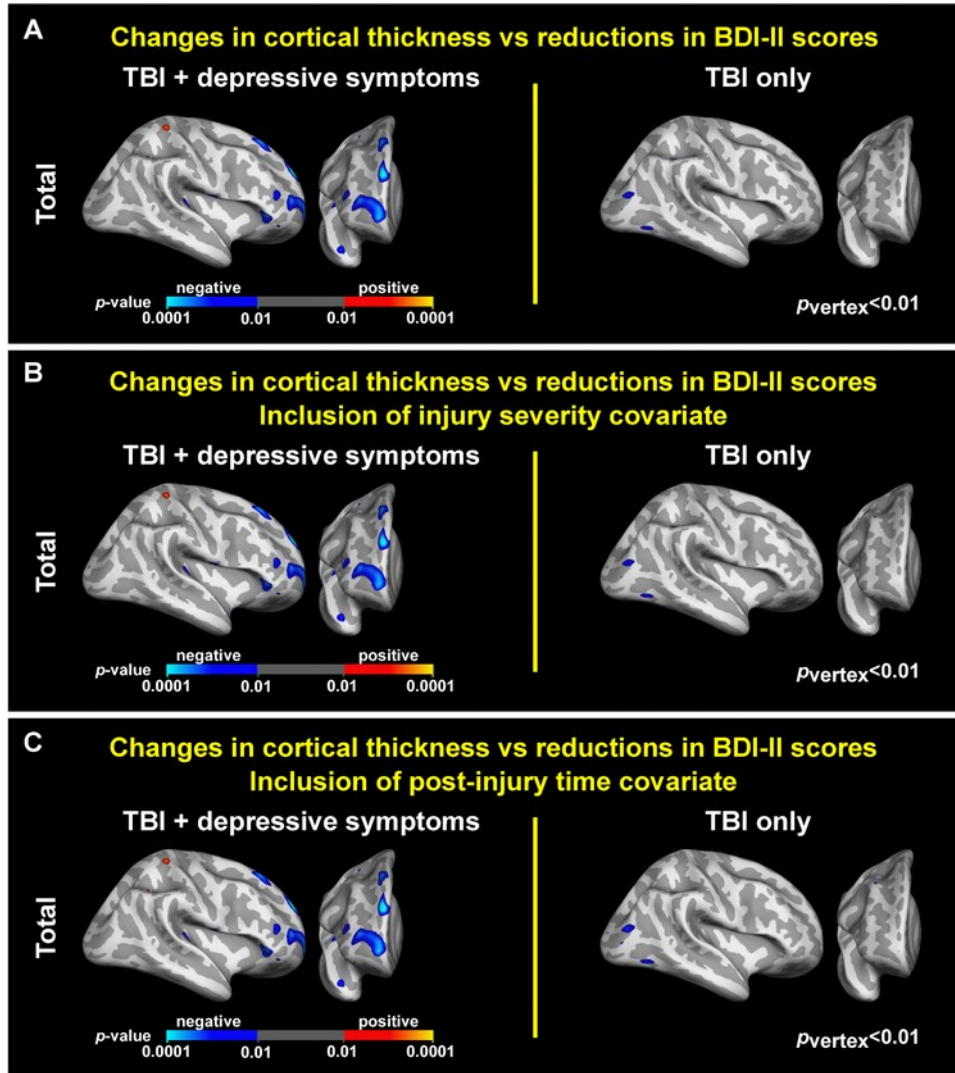 A
Changes in cortical thickness vs reductions in BDI-II scores
TBI + depressive symptoms
TBI only
Total
negative
positive
p-value
0.0001
0.01
0.01
0.0001
pvertex<0.01
B
Changes in cortical thickness vs reductions in BDI-II scores
Inclusion of injury severity covariate
TBI + depressive symptoms
TBI only
Total
negative
positive
p-value
0.0001
0.01
0.01
0.0001
pvertex<0.01
C
Changes in cortical thickness vs reductions in BDI-II scores
Inclusion of post-injury time covariate
TBI + depressive symptoms
TBI only
Total
negative
positive
p-value
0.0001
0.01
0.01
0.0001
pvertex<0.01